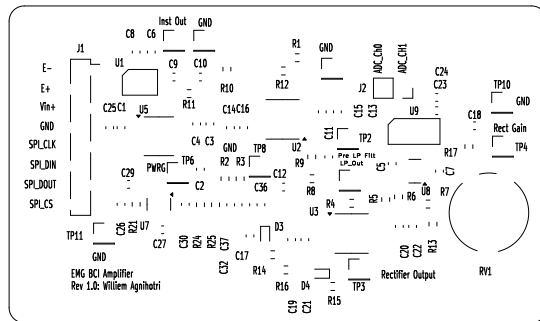 Inst Out
GND
C8 C6
J1
U1
C9
C10
R1
GND
ADC_Ch0
ADC_CH1
E-
E+
Vin+
GND
SPI_CLK
SPI_DIN
SPI_DOUT
SPI_CS
R10
R11
R12
J2
C24
C23
TP10
GND
C25
C1
U5
C14
C16
C15
C13
U9
C18
Rect Gain
C4
C3
GND
U2
C11
TP2
Pre LP Filt
LP_Out
R17
TP4
PWRG
TP6
R2
R3
TP8
R9
C5
C7
C29
C2
C36
C12
R8
R4
R5
R6
U8
R7
TP11
GND
C26
R21
U7
C27
C30
R24
R25
C37
C32
C17
D3
R14
U3
C20
C22
R13
RV1
EMG BCI Amplifier
Rev 1.0: Williem Agnihotri
R16
D4
C19
C21
R15
TP3
Rectifier Output